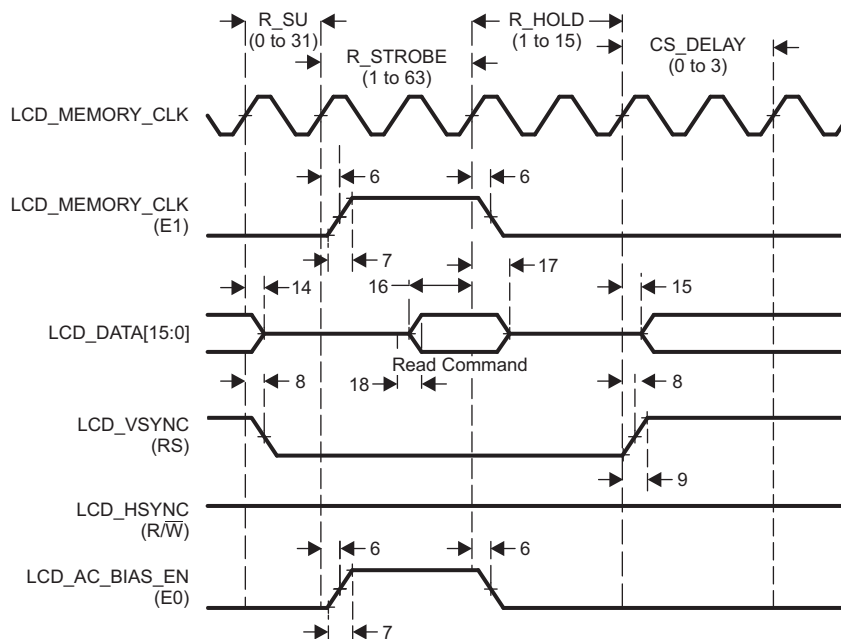 R_SU
(0 to 31)
R_HOLD
(1 to 15)
R_STROBE
(1 to 63)
CS_DELAY
(0 to 3)
LCD_MEMORY_CLK
6
6
LCD_MEMORY_CLK
(E1)
7
14
16
17
15
LCD_DATA[15:0]
Read Command
8
18
8
LCD_VSYNC
(RS)
9
LCD_HSYNC
(R/W̅)
6
6
LCD_AC_BIAS_EN
(E0)
7